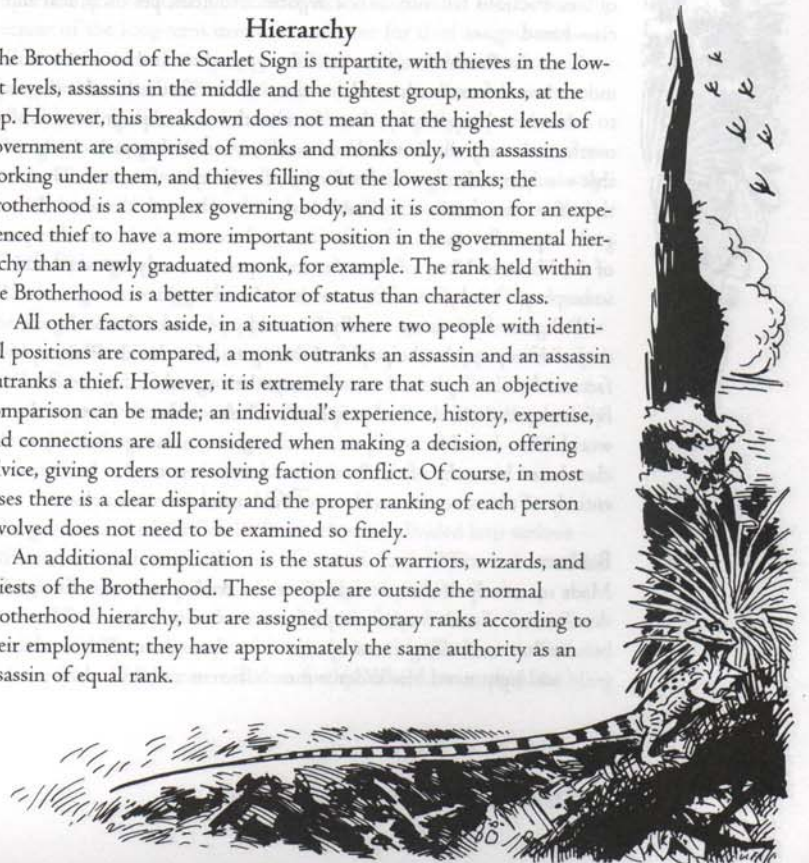 Hierarchy
he Brotherhood of the Scarlet Sign is tripartite, with thieves in the low-
t levels, assassins in the middle and the tightest group, monks, at the
p. However, this breakdown does not mean that the highest levels of
overnment are comprised of monks and monks only, with assassins
orking under them, and thieves filling out the lowest ranks; the
rotherhood is a complex governing body, and it is common for an expe-
enced thief to have a more important position in the governmental hier-
chy than a newly graduated monk, for example. The rank held within
e Brotherhood is a better indicator of status than character class.
All other factors aside, in a situation where two people with identi-
l positions are compared, a monk outranks an assassin and an assassin
utranks a thief. However, it is extremely rare that such an objective
omparison can be made; an individual's experience, history, expertise,
d connections are all considered when making a decision, offering
vice, giving orders or resolving faction conflict. Of course, in most
ses there is a clear disparity and the proper ranking of each person
volved does not need to be examined so finely.
An additional complication is the status of warriors, wizards, and
iests of the Brotherhood. These people are outside the normal
otherhood hierarchy, but are assigned temporary ranks according to
eir employment; they have approximately the same authority as an
sassin of equal rank.